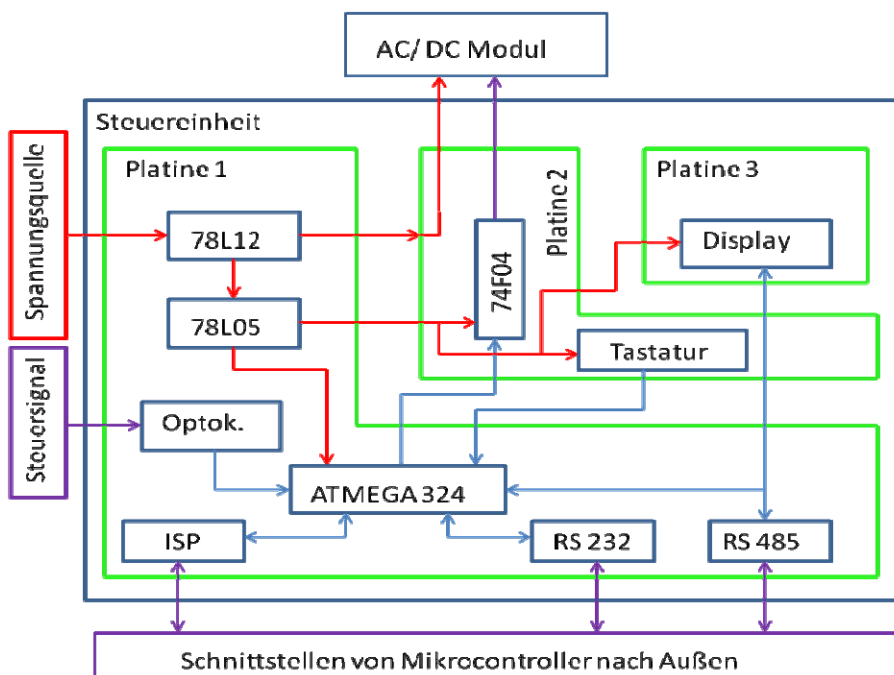 AC/ DC Modul
Steuereinheit
Spannungsquelle
Platine 1
Platine 2
Platine 3
78L12
74F04
Display
78L05
Tastatur
Steuersignal
Optok.
ATMEGA 324
ISP
RS 232
RS 485
Schnittstellen von Mikrocontroller nach Außen